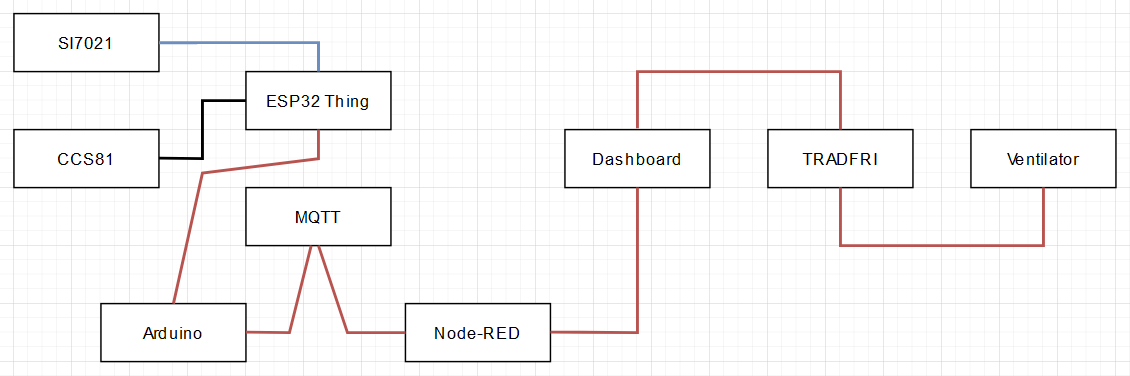 SI7021
ESP32 Thing
CCS81
Dashboard
TRADFRI
Ventilator
MQTT
Arduino
Node-RED